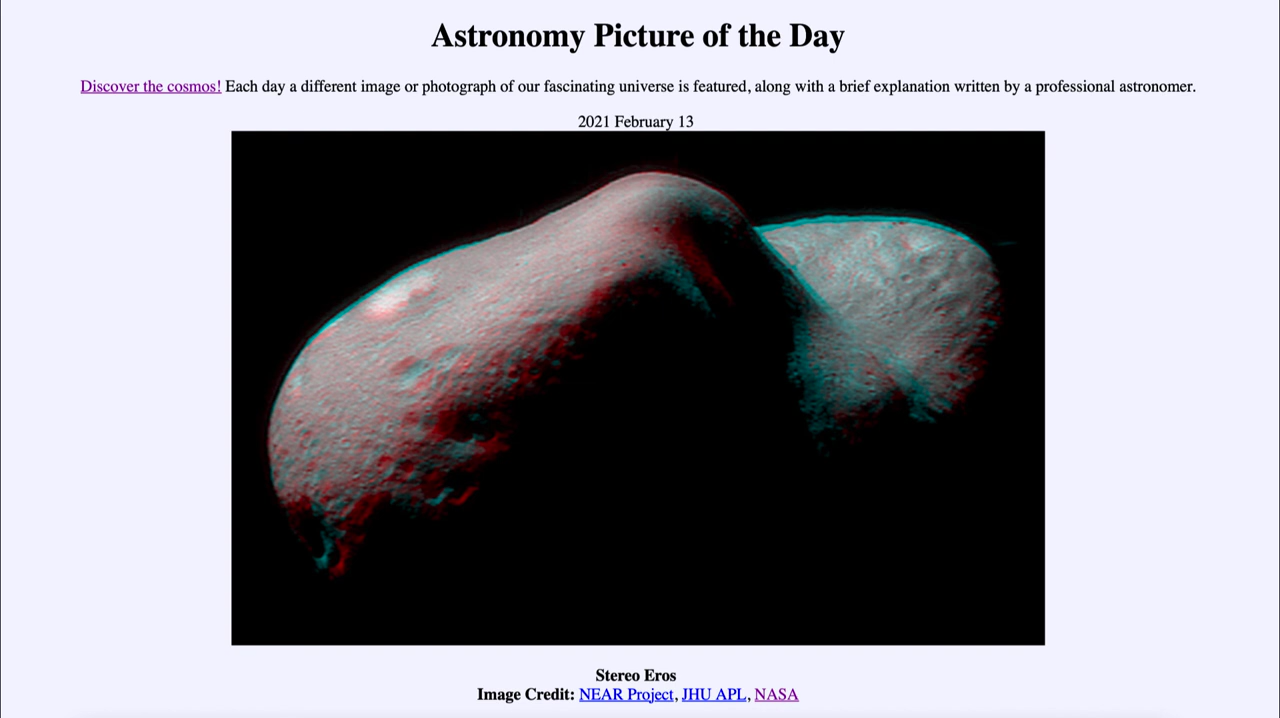 Astronomy Picture of the Day
Discover the cosmos! Each day a different image or photograph of our fascinating universe is featured, along with a brief explanation written by a professional astronomer.
2021 February 13
Stereo Eros
Image Credit: NEAR Project, JHU APL, NASA